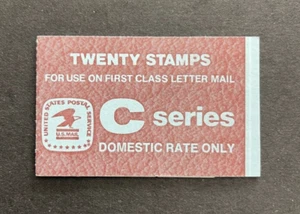 TWENTY STAMPS
FOR USE ON FIRST CLASS LETTER MAIL
UNITED STATES POSTAL SERVICE
U.S.MAIL
C series
DOMESTIC RATE ONLY